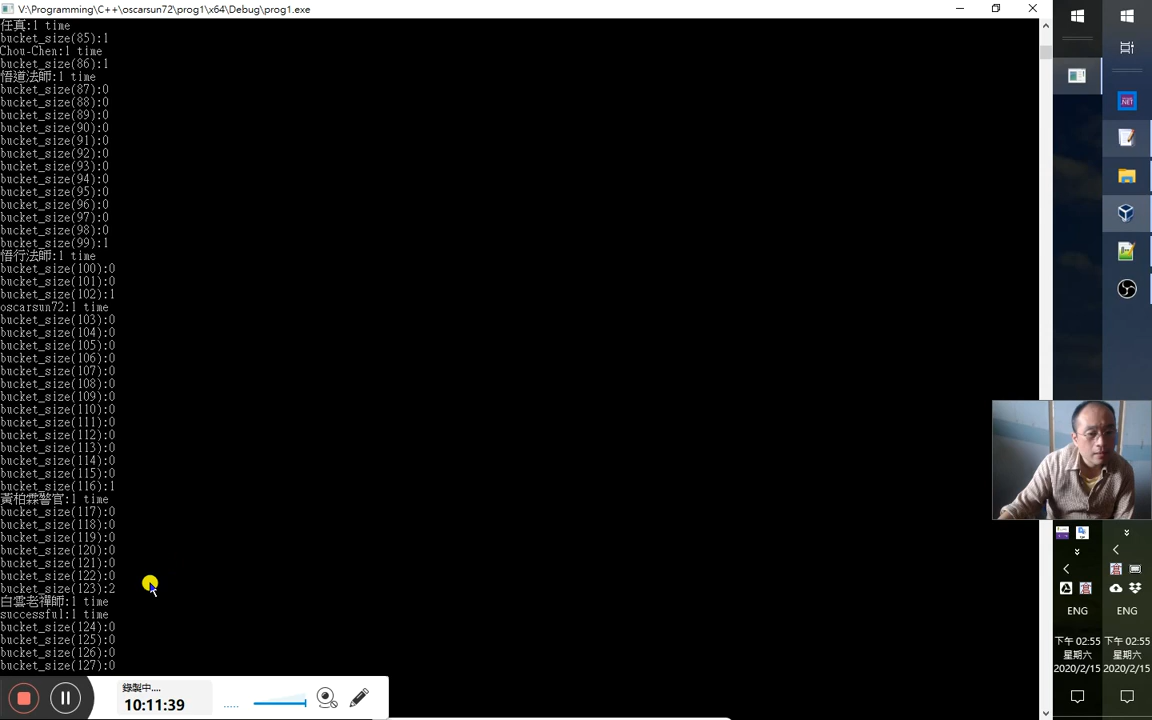 V:\Programming\C++\oscarsun72\prog1\x64\Debug\prog1.exe
任真:1 time
bucket_size(85):1
Chou-Chen:1 time
bucket_size(86):1
悟道法師:1 time
bucket_size(87):0
bucket_size(88):0
bucket_size(89):0
bucket_size(90):0
bucket_size(91):0
bucket_size(92):0
bucket_size(93):0
bucket_size(94):0
bucket_size(95):0
bucket_size(96):0
bucket_size(97):0
bucket_size(98):0
bucket_size(99):1
悟行法師:1 time
bucket_size(100):0
bucket_size(101):0
bucket_size(102):1
oscarsun72:1 time
bucket_size(103):0
bucket_size(104):0
bucket_size(105):0
bucket_size(106):0
bucket_size(107):0
bucket_size(108):0
bucket_size(109):0
bucket_size(110):0
bucket_size(111):0
bucket_size(112):0
bucket_size(113):0
bucket_size(114):0
bucket_size(115):0
bucket_size(116):1
黃柏霖警官:1 time
bucket_size(117):0
bucket_size(118):0
bucket_size(119):0
bucket_size(120):0
bucket_size(121):0
bucket_size(122):0
bucket_size(123):2
白雲老禪師:1 time
successful:1 time
bucket_size(124):0
bucket_size(125):0
bucket_size(126):0
bucket_size(127):0
錄製中....
10:11:39
.NET
ENG
ENG
下午 02:55
星期六
2020/2/15
下午 02:55
星期六
2020/2/15